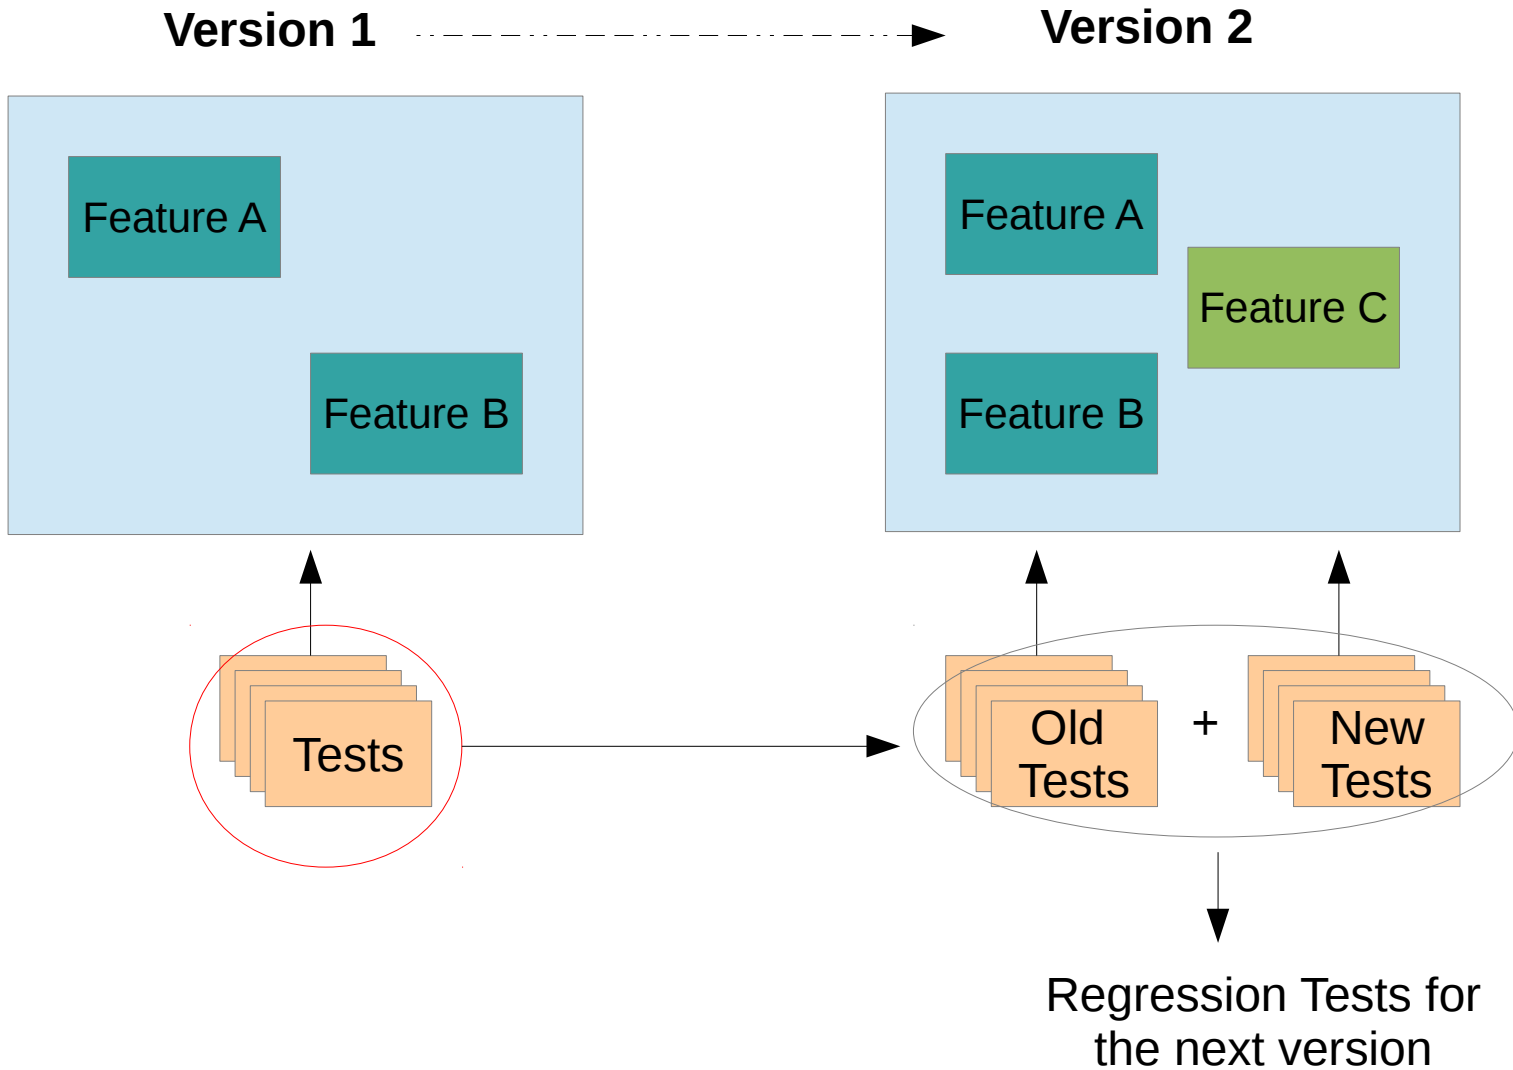 Version 1
Version 2
Feature A
Feature B
Feature A
Feature C
Feature B
Tests
Old
Tests
+
New
Tests
Regression Tests for
the next version